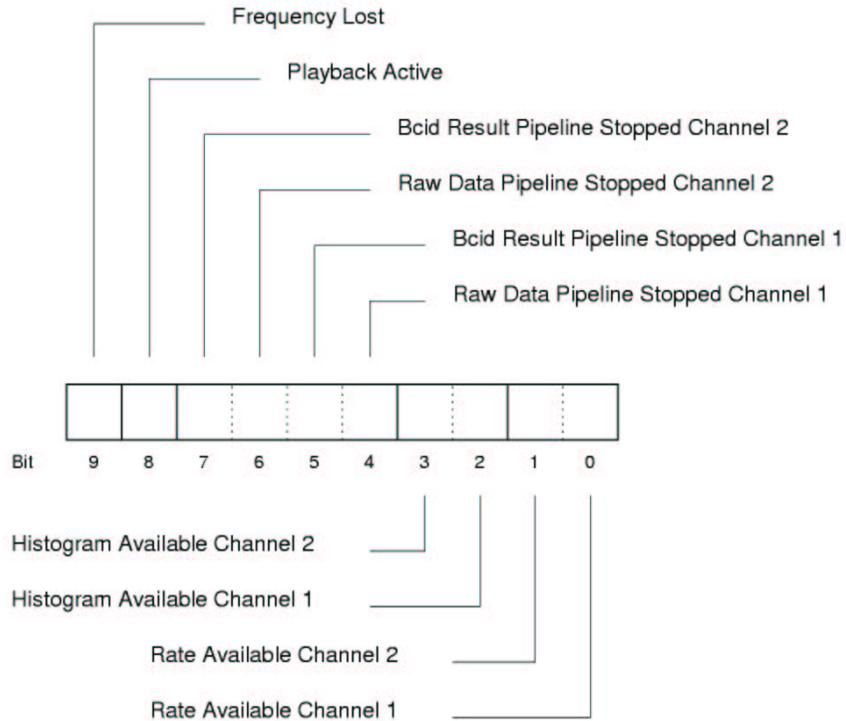 Frequency Lost
Playback Active
Bcid Result Pipeline Stopped Channel 2
Raw Data Pipeline Stopped Channel 2
Bcid Result Pipeline Stopped Channel 1
Raw Data Pipeline Stopped Channel 1
Bit 9 8 7 6 5 4 3 2 1 0
Histogram Available Channel 2
Histogram Available Channel 1
Rate Available Channel 2
Rate Available Channel 1